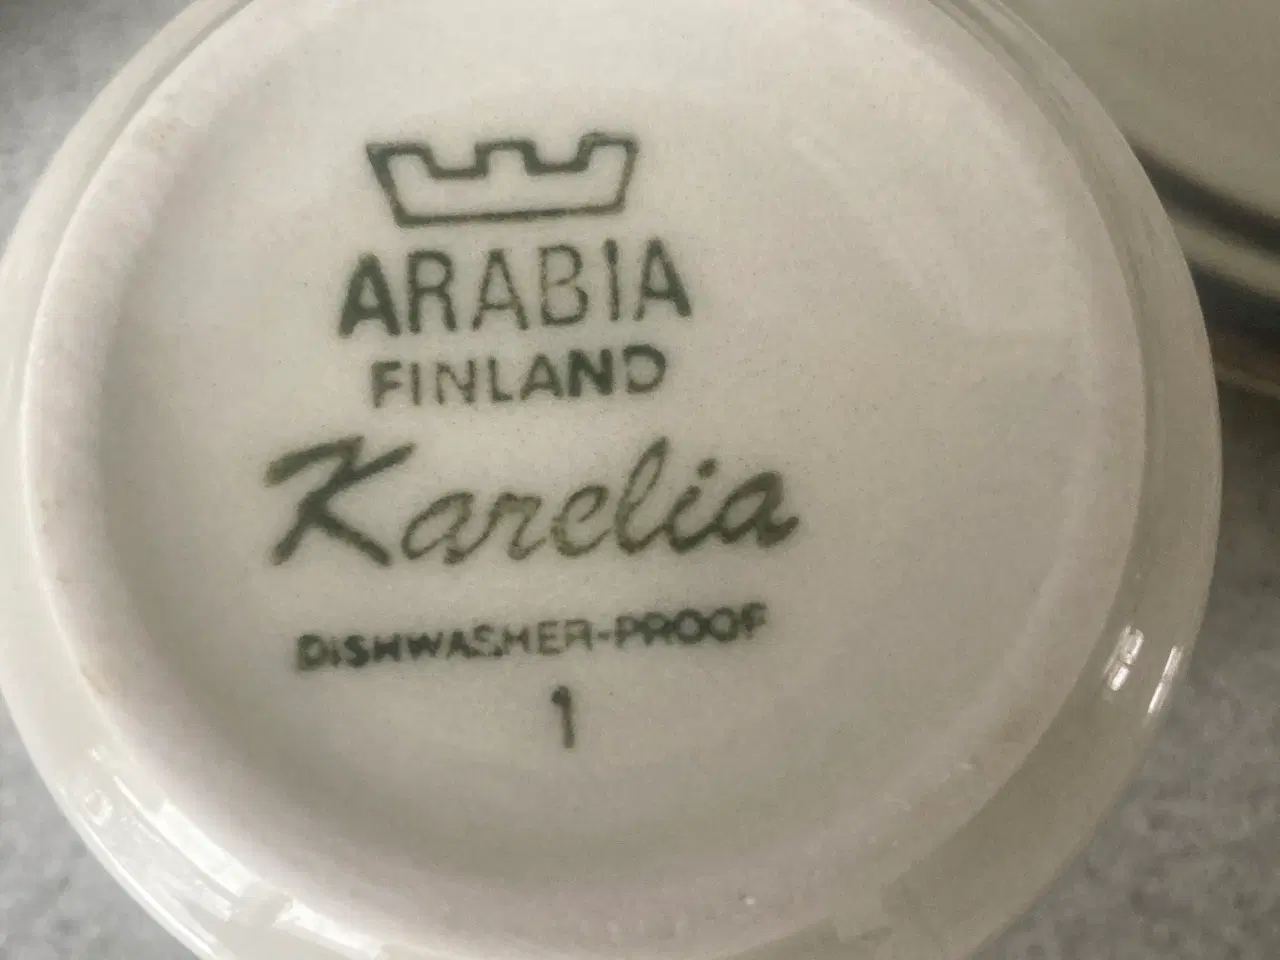 ARABIA
FINLAND
Karelia
DISHWASHER-PROOF
1